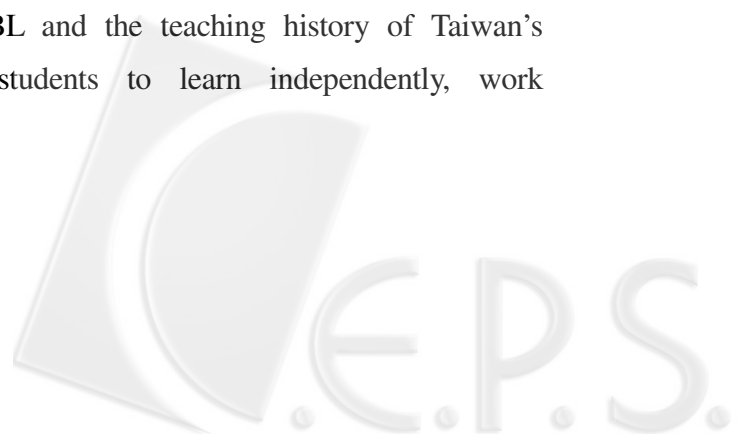 BL and the teaching history of Taiwan’s
students to learn independently, work
C.E.P.S.